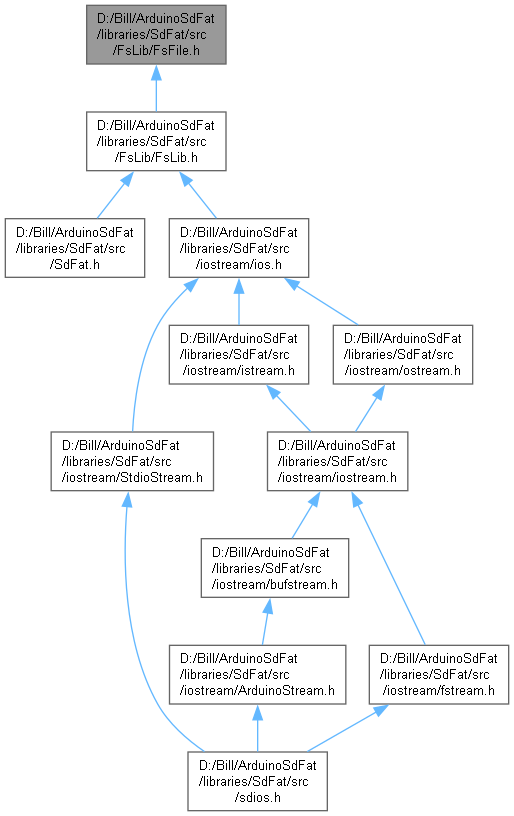 D:/Bill/ArduinoSdFat
/libraries/SdFat/src
/FsLib/FsFile.h
D:/Bill/ArduinoSdFat
/libraries/SdFat/src
/FsLib/FsLib.h
D:/Bill/ArduinoSdFat
/libraries/SdFat/src
/SdFat.h
D:/Bill/ArduinoSdFat
/libraries/SdFat/src
/iostream/ios.h
D:/Bill/ArduinoSdFat
/libraries/SdFat/src
/iostream/istream.h
D:/Bill/ArduinoSdFat
/libraries/SdFat/src
/iostream/ostream.h
D:/Bill/ArduinoSdFat
/libraries/SdFat/src
/iostream/StdioStream.h
D:/Bill/ArduinoSdFat
/libraries/SdFat/src
/iostream/iostream.h
D:/Bill/ArduinoSdFat
/libraries/SdFat/src
/iostream/bufstream.h
D:/Bill/ArduinoSdFat
/libraries/SdFat/src
/iostream/ArduinoStream.h
D:/Bill/ArduinoSdFat
/libraries/SdFat/src
/iostream/fstream.h
D:/Bill/ArduinoSdFat
/libraries/SdFat/src
/sdios.h